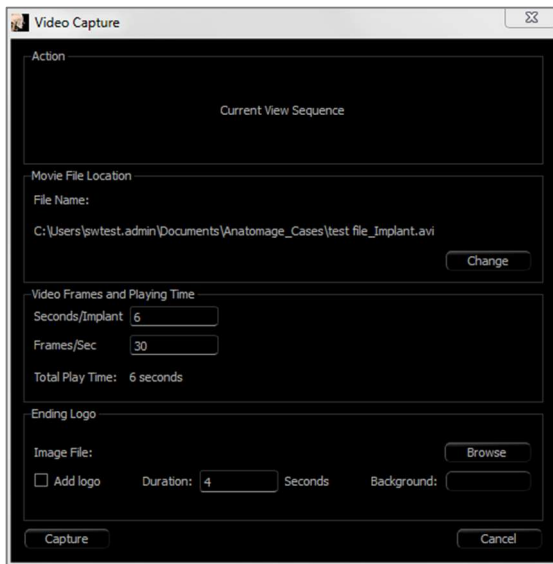 Video Capture
Action
Current View Sequence
Movie File Location
File Name:
C:\Users\swtest.admin\Documents\Anatomage_Cases\test file_Implant.avi
Change
Video Frames and Playing Time
Seconds/Implant 6
Frames/Sec 30
Total Play Time: 6 seconds
Ending Logo
Image File: Browse
Add logo Duration: 4 Seconds Background:
Capture Cancel